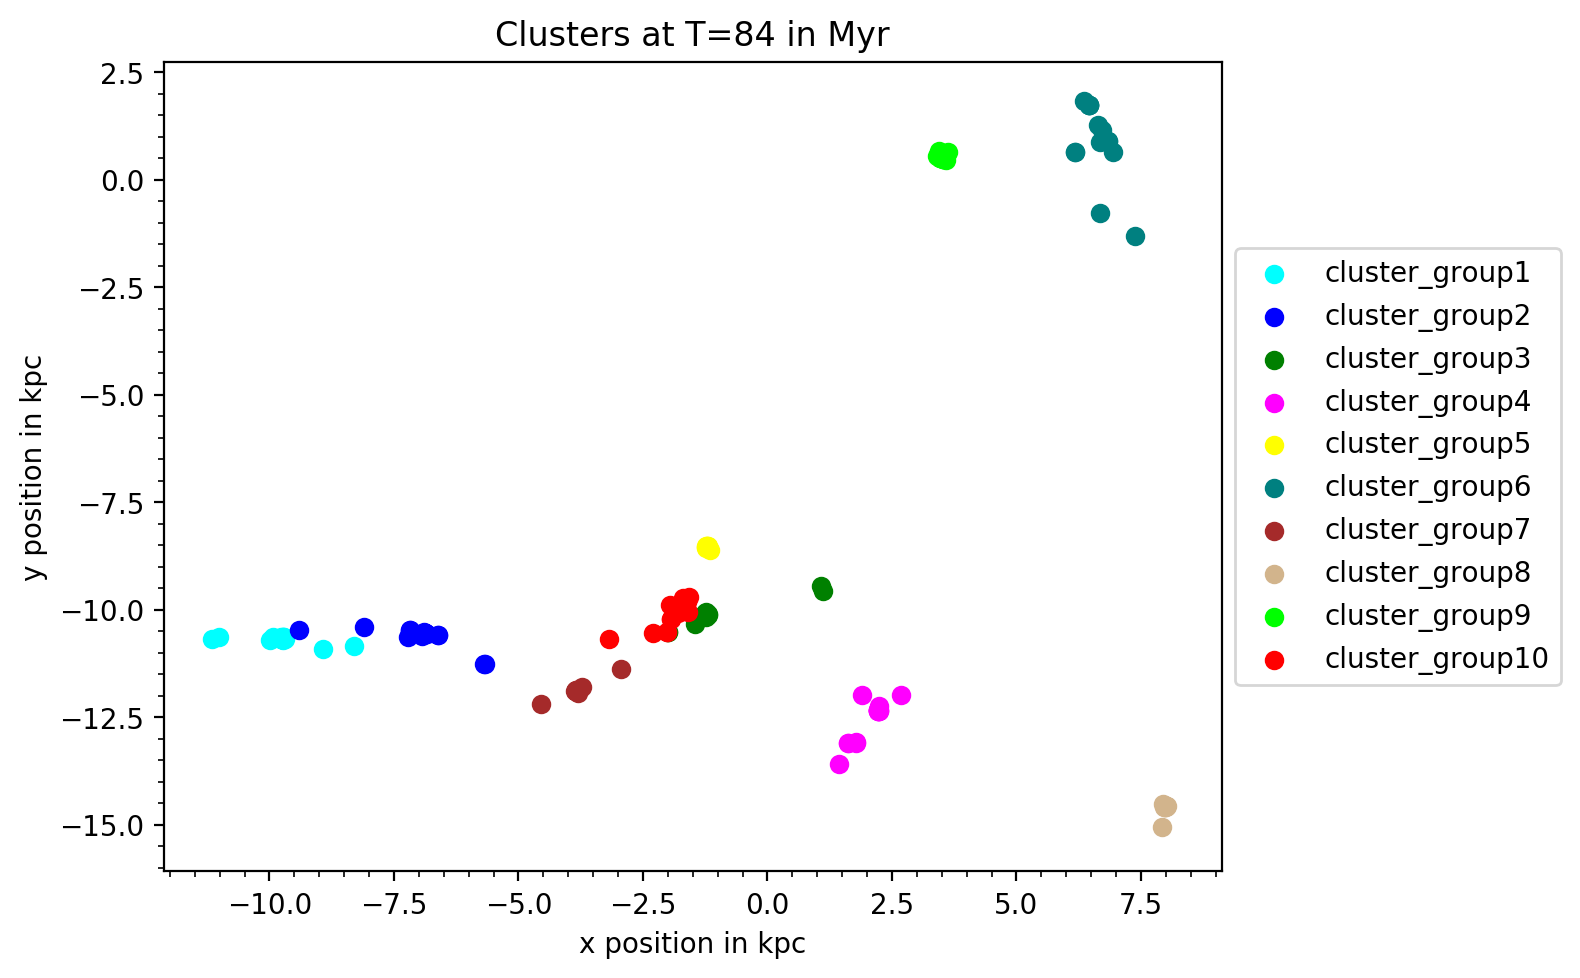 Clusters at T=84 in Myr
2.5
0.0
−2.5
−5.0
−7.5
−10.0
−12.5
−15.0
y position in kpc
−10.0 −7.5 −5.0 −2.5 0.0 2.5 5.0 7.5
x position in kpc
cluster_group1
cluster_group2
cluster_group3
cluster_group4
cluster_group5
cluster_group6
cluster_group7
cluster_group8
cluster_group9
cluster_group10